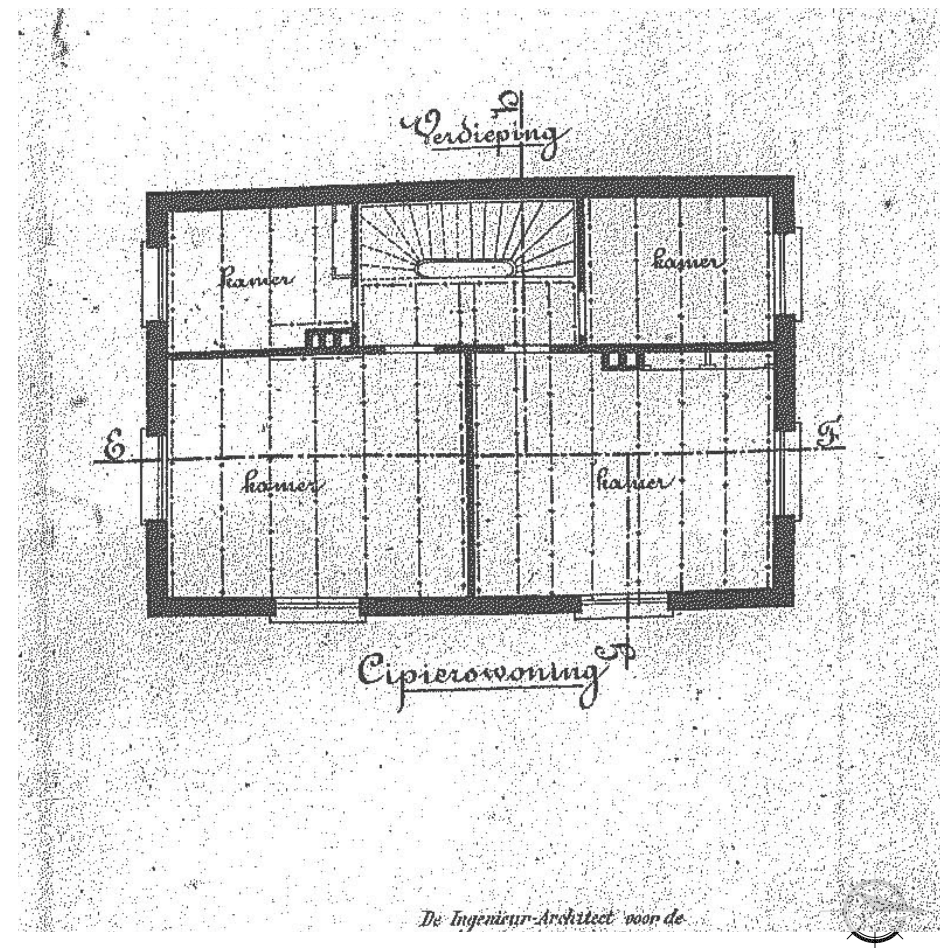 Verdieping
kamer
kamer
E
F
kamer
kamer
Cipierswoning
De Ingenieur-Architect voor de